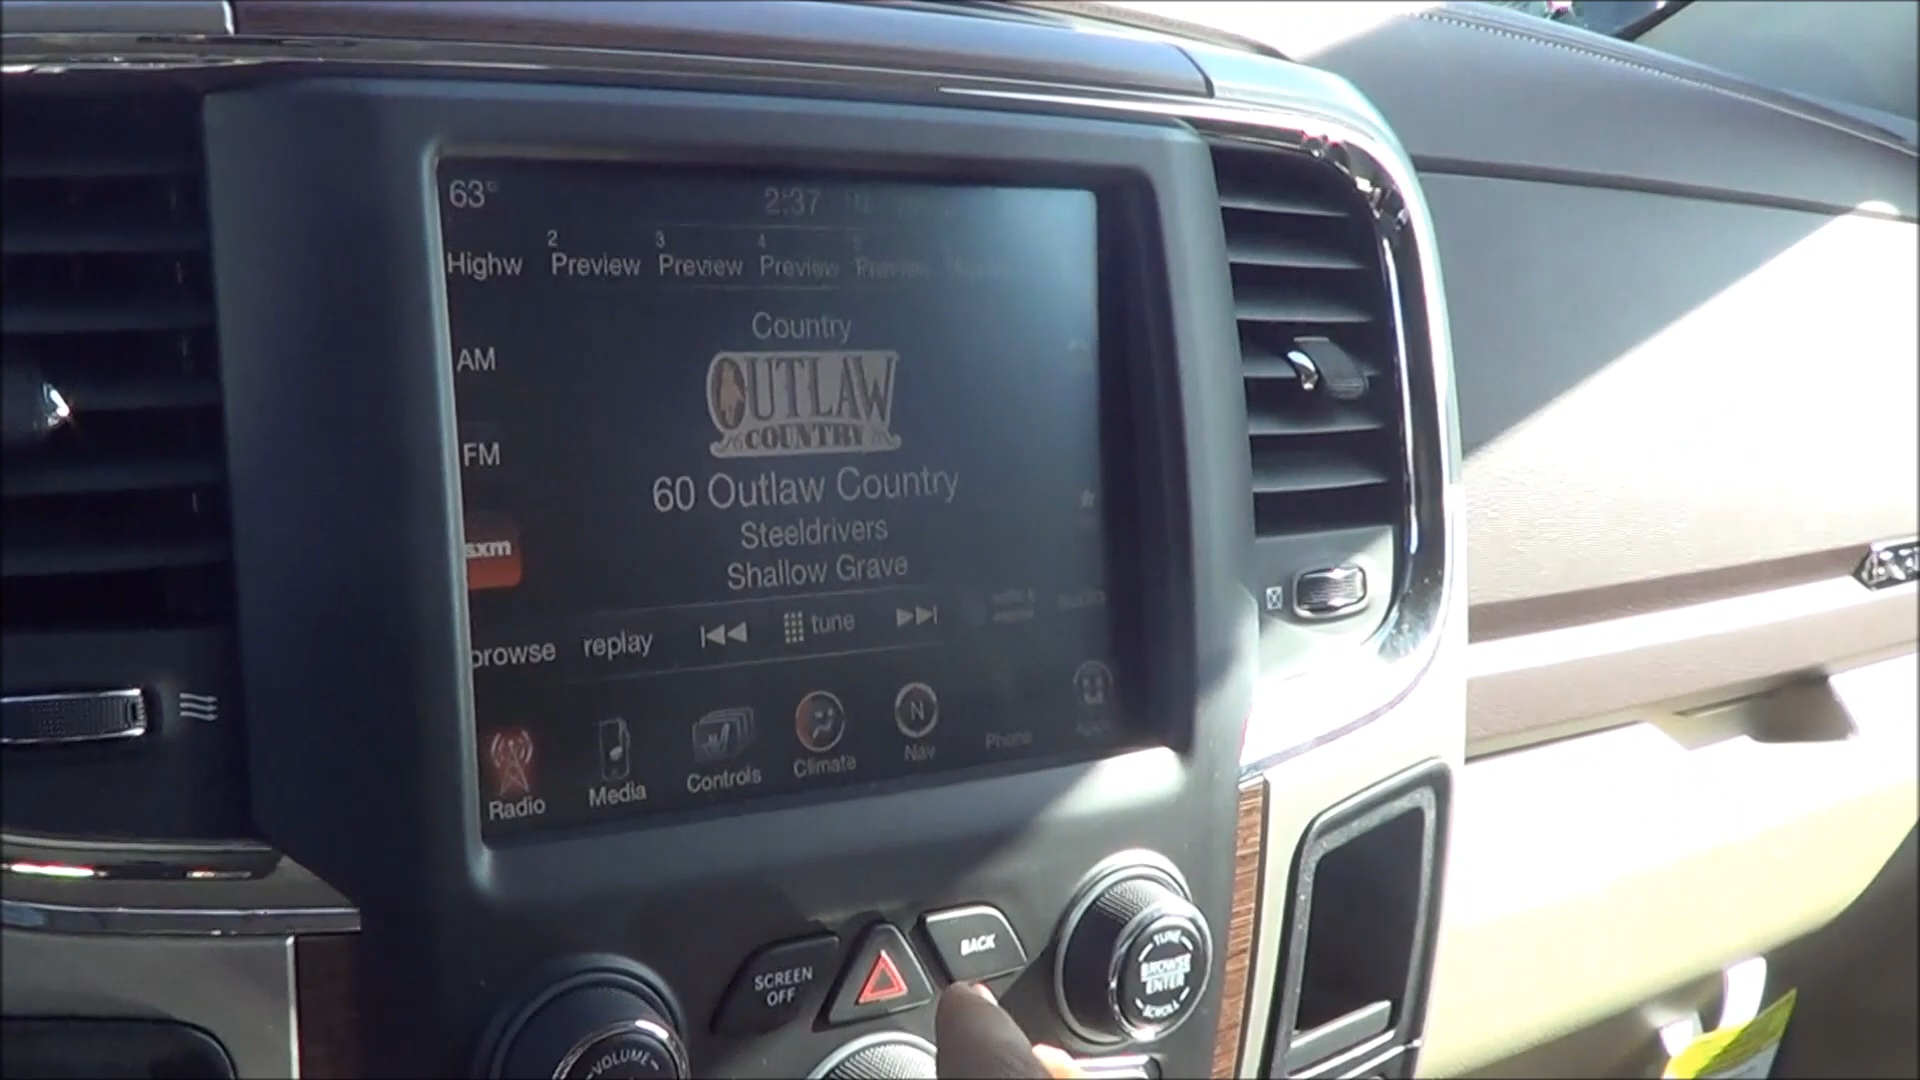 63° 2:37
2 3 4
Highw Preview Preview Preview Preview
Country
OUTLAW
COUNTRY
AM
FM
sxm
60 Outlaw Country
Steeldrivers
Shallow Grave
browse replay tune
Radio Media Controls Climate Nav Phone Apps
N
SCREEN
OFF
BACK
VOLUME
TUNE
BROWSE
ENTER
SCROLL